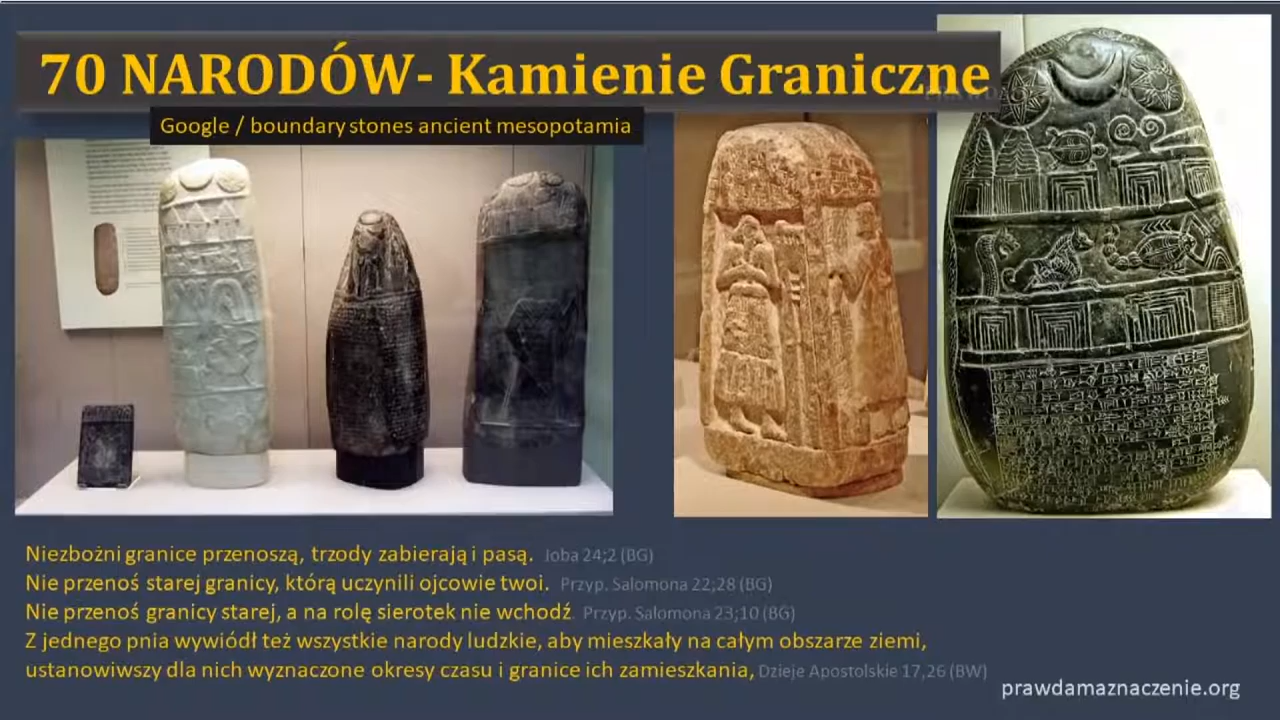 70 NARODÓW- Kamienie Graniczne
Google / boundary stones ancient mesopotamia
Niezbożni granice przenoszą, trzody zabierają i pasą. Joba 24;2 (BG)
Nie przenoś starej granicy, którą uczynili ojcowie twoi. Przyp. Salomona 22;28 (BG)
Nie przenoś granicy starej, a na rolę sierotek nie wchodź. Przyp. Salomona 23;10 (BG)
Z jednego pnia wywiódł też wszystkie narody ludzkie, aby mieszkały na całym obszarze ziemi,
ustanowiwszy dla nich wyznaczone okresy czasu i granice ich zamieszkania, Dzieje Apostolskie 17,26 (BW)
prawdamaznaczenie.org